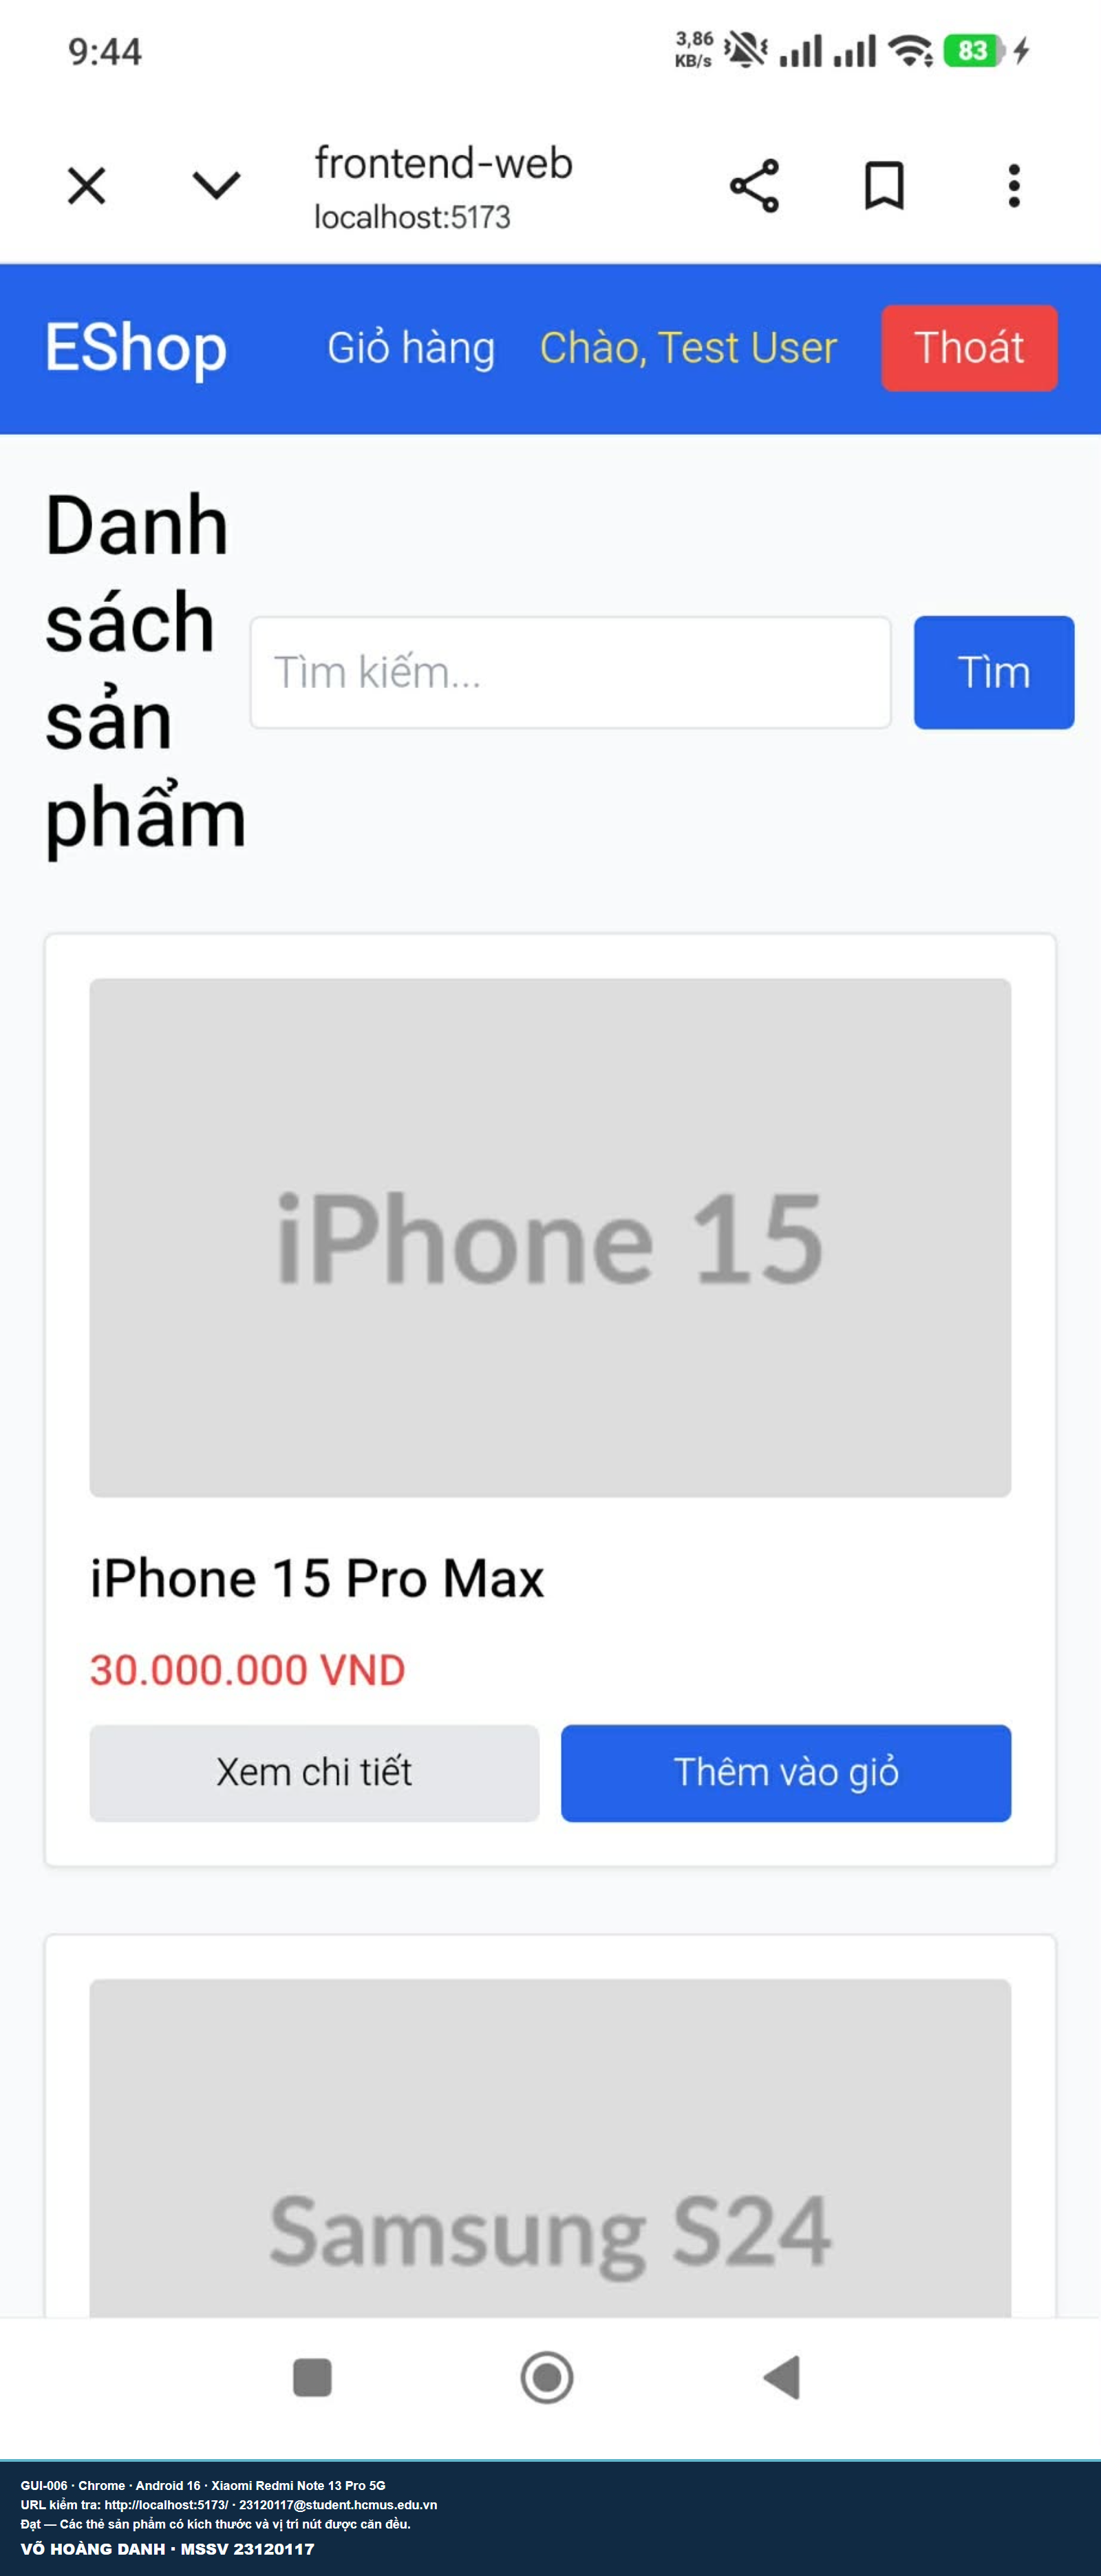 9:44
3,86
KB/s
83
frontend-web
localhost:5173
EShop
Giỏ hàng
Chào, Test User
Thoát
Danh
sách
sản
phẩm
Tìm kiếm...
Tìm
iPhone 15
iPhone 15 Pro Max
30.000.000 VND
Xem chi tiết
Thêm vào giỏ
Samsung S24
GUI-006 · Chrome · Android 16 · Xiaomi Redmi Note 13 Pro 5G
URL kiểm tra: http://localhost:5173/ · 23120117@student.hcmus.edu.vn
Đạt — Các thẻ sản phẩm có kích thước và vị trí nút được căn đều.
VÕ HOÀNG DANH · MSSV 23120117